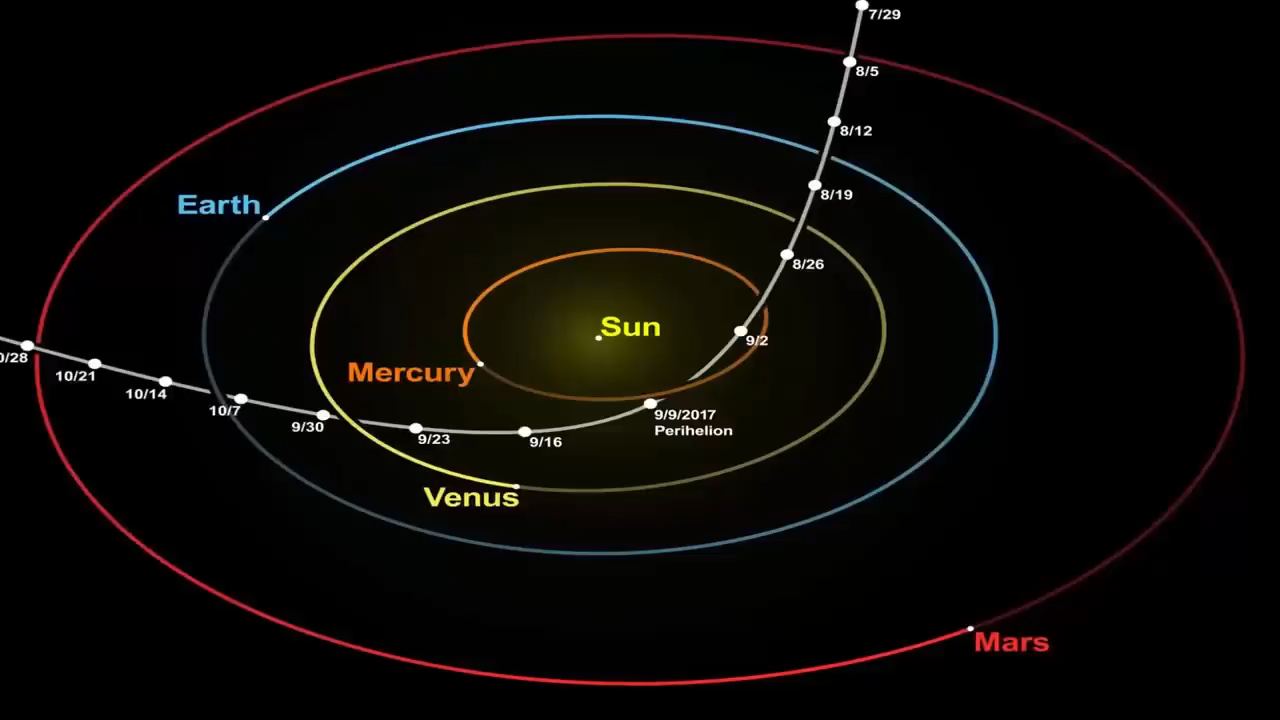 7/29
8/5
8/12
8/19
Earth
8/26
Sun
9/2
0/28
10/21
Mercury
10/14
10/7
9/9/2017
Perihelion
9/30
9/23
9/16
Venus
Mars